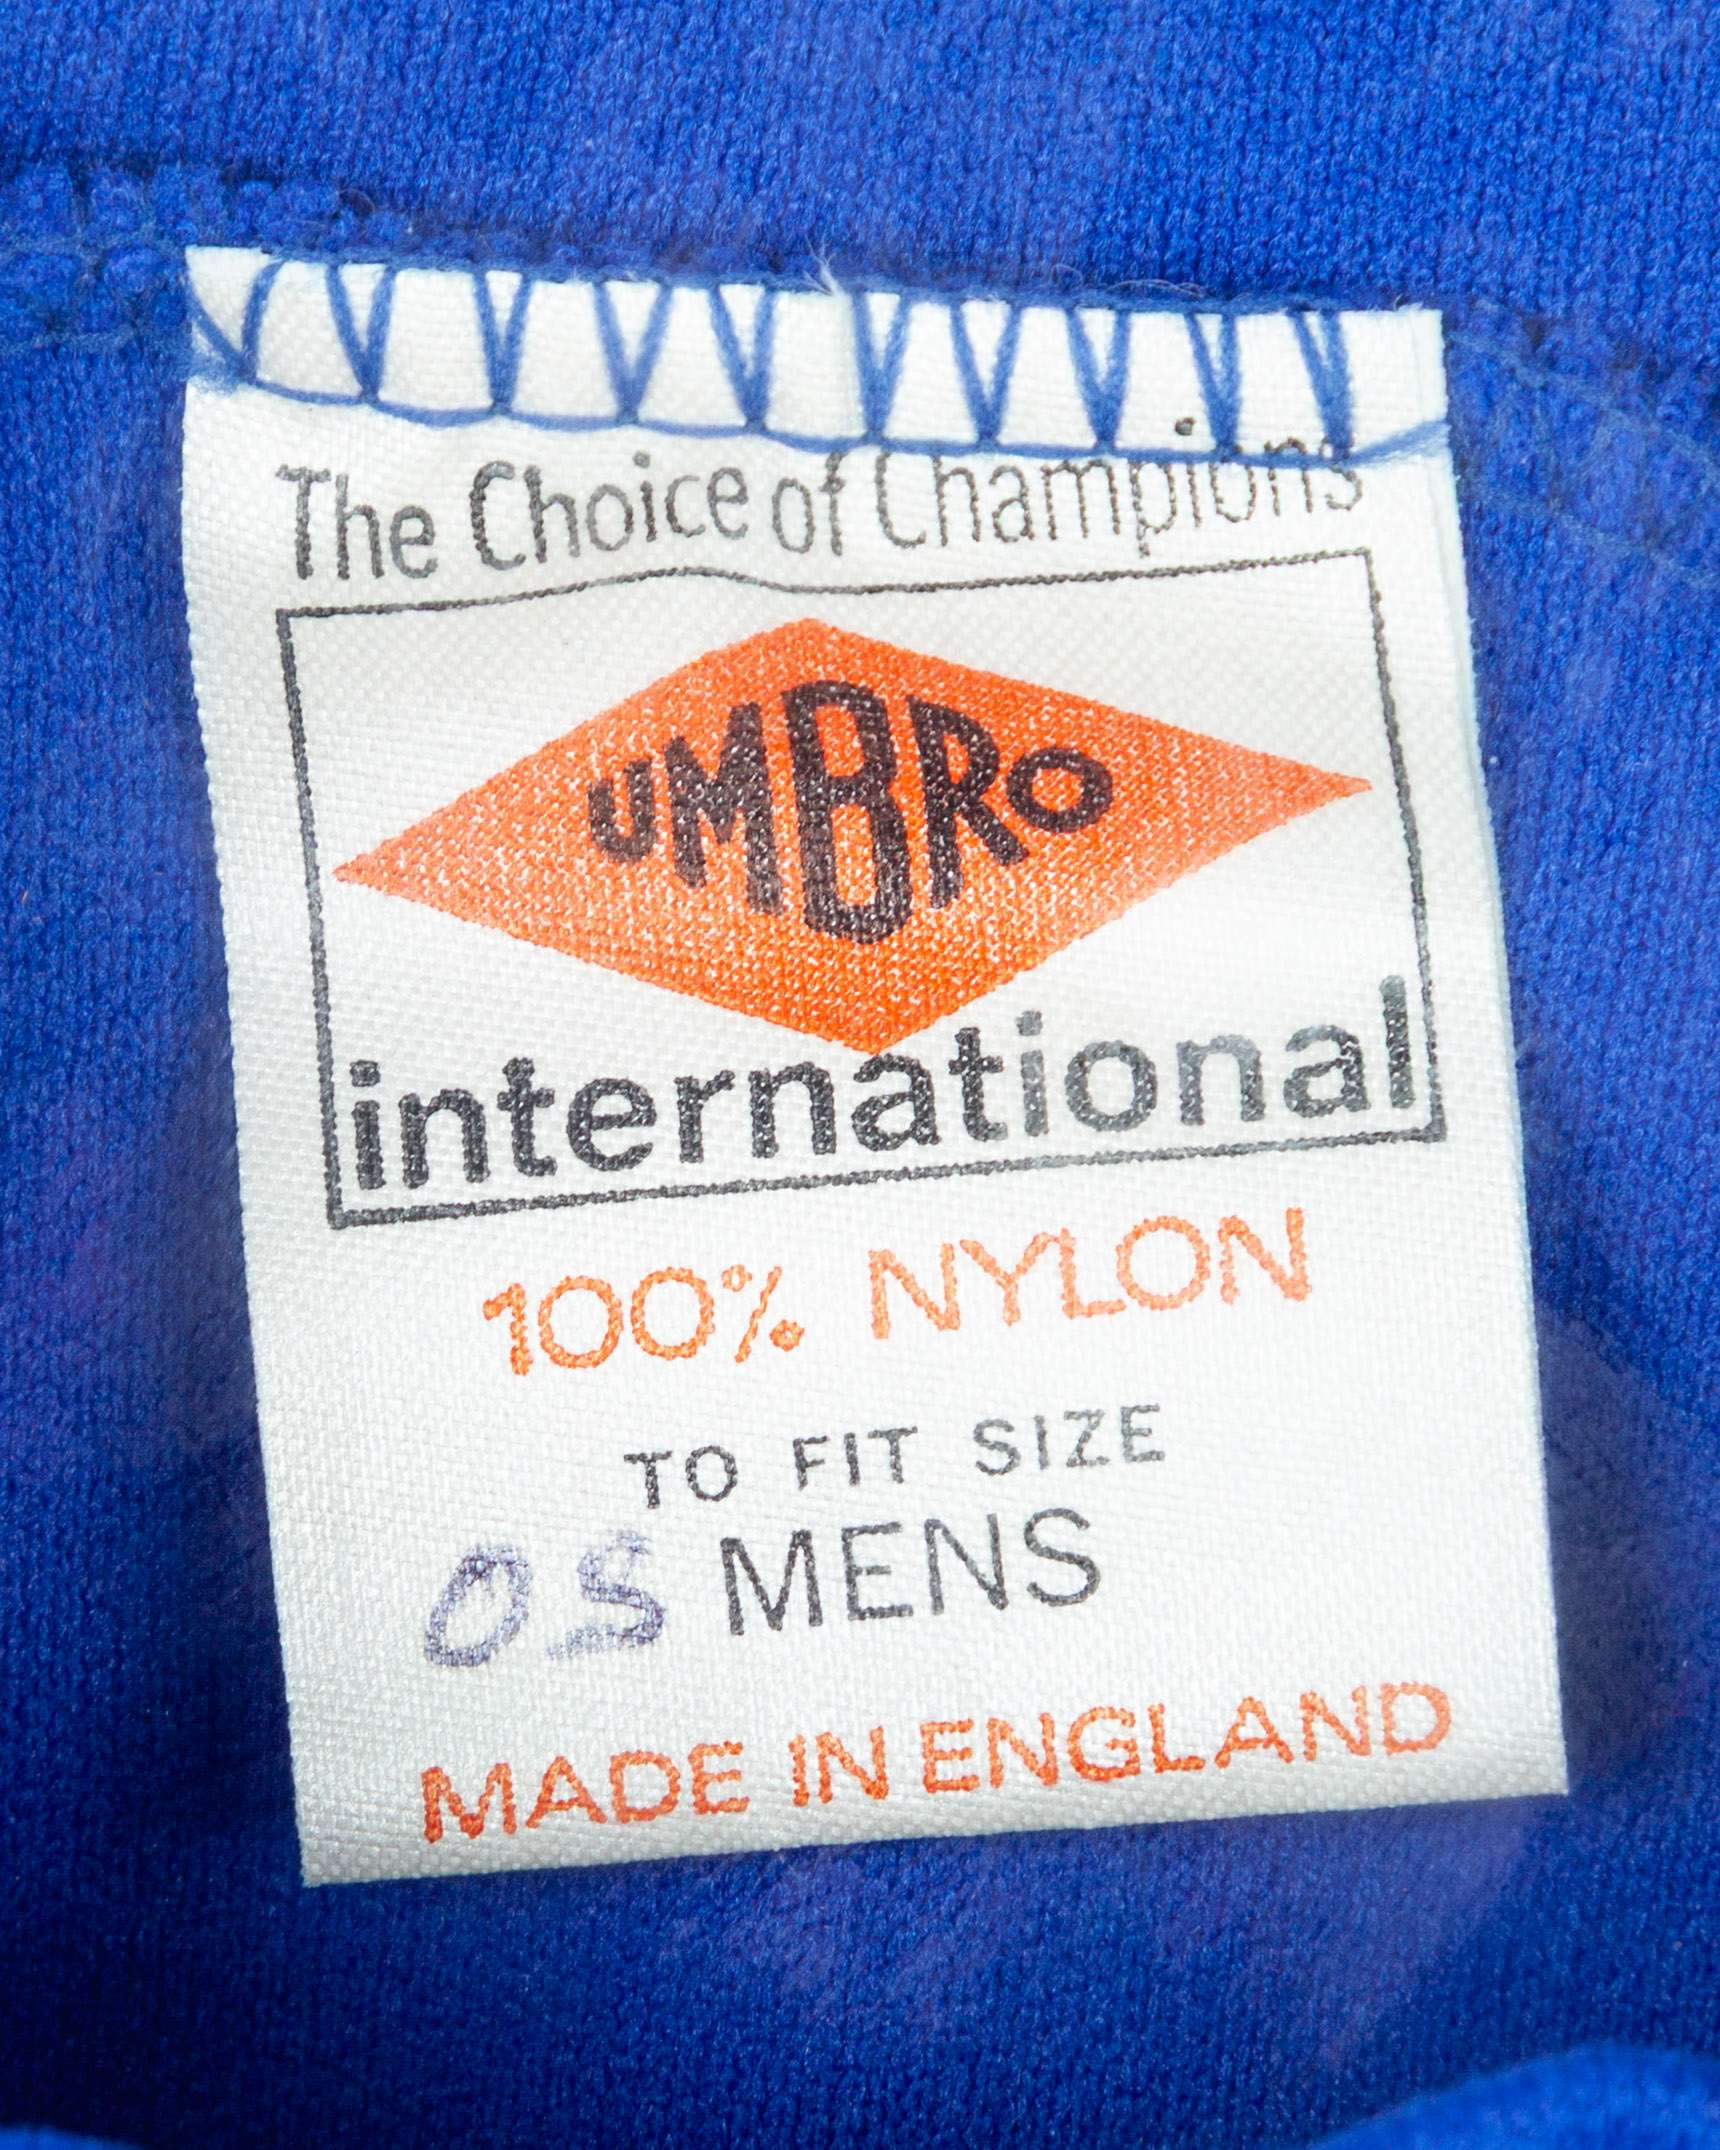 The Choice of Champions
UMBRO
international
100% NYLON
TO FIT SIZE
OS MENS
MADE IN ENGLAND